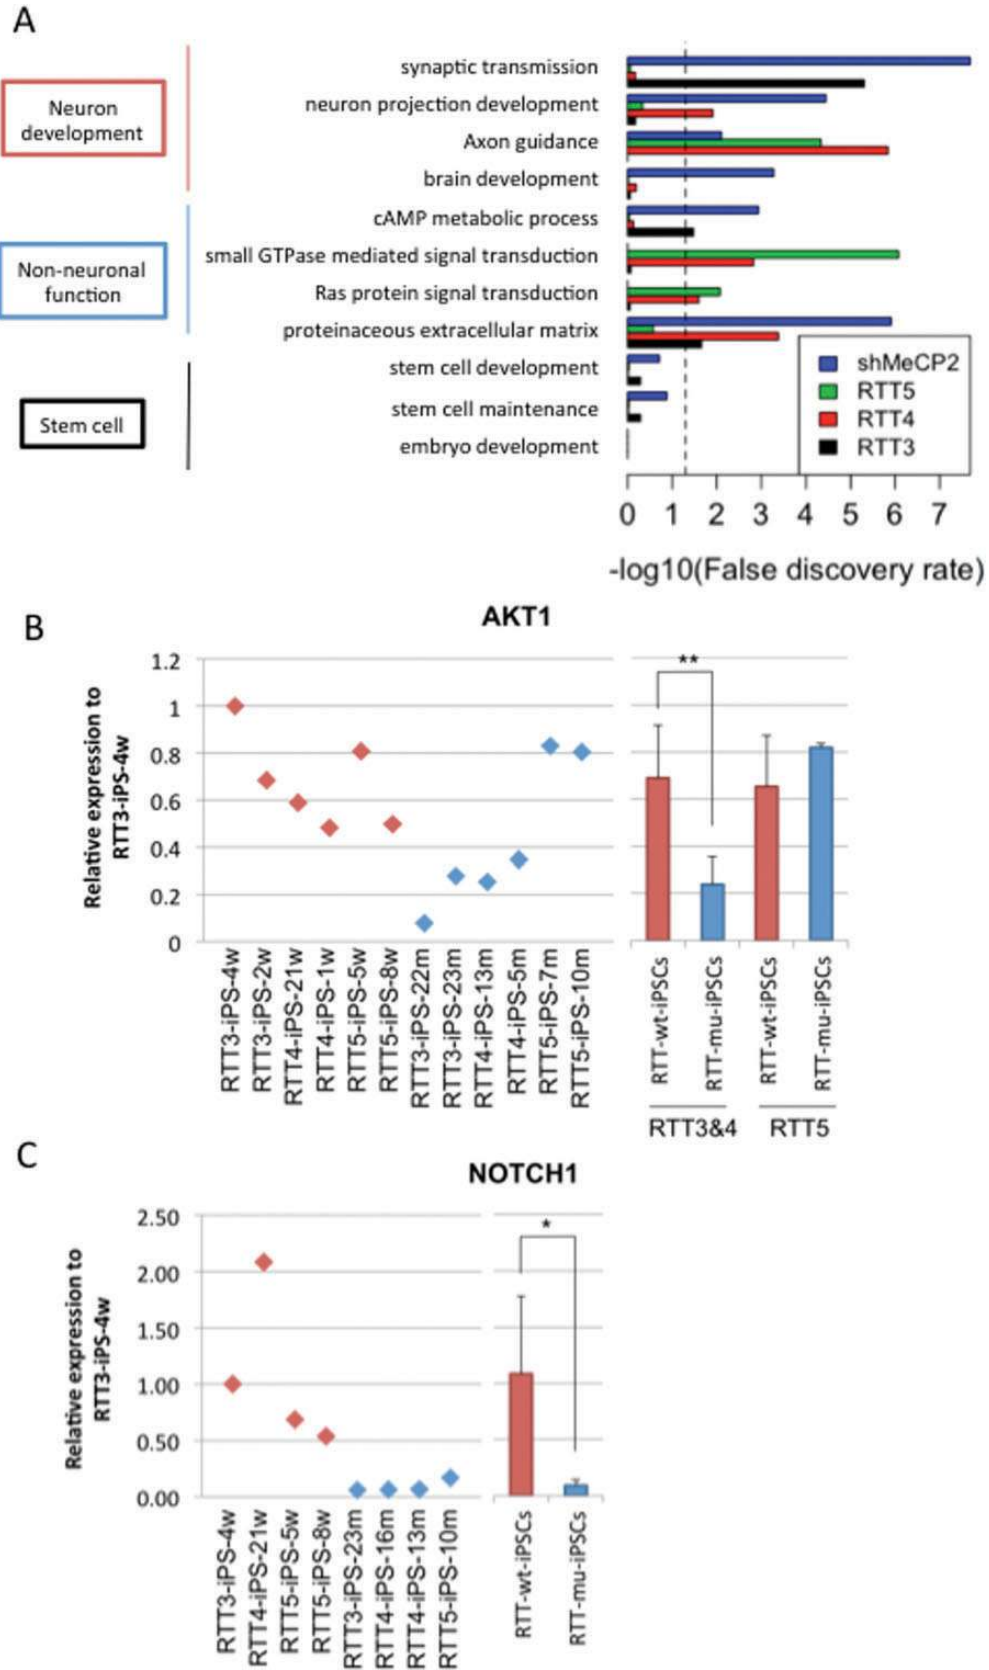 A
Neuron
development
Non-neuronal
function
Stem cell
synaptic transmission
neuron projection development
Axon guidance
brain development
cAMP metabolic process
small GTPase mediated signal transduction
Ras protein signal transduction
proteinaceous extracellular matrix
stem cell development
stem cell maintenance
embryo development
shMeCP2
RTT5
RTT4
RTT3
0 1 2 3 4 5 6 7
-log10(False discovery rate)
B
AKT1
Relative expression to
RTT3-iPS-4w
1.2
1
0.8
0.6
0.4
0.2
0
**
RTT3-iPS-4w
RTT3-iPS-2w
RTT4-iPS-21w
RTT4-iPS-1w
RTT5-iPS-5w
RTT5-iPS-8w
RTT3-iPS-22m
RTT3-iPS-23m
RTT4-iPS-13m
RTT4-iPS-5m
RTT5-iPS-7m
RTT5-iPS-10m
RTT-wt-iPSCs
RTT-mu-iPSCs
RTT-wt-iPSCs
RTT-mu-iPSCs
RTT3&4 RTT5
C
NOTCH1
Relative expression to
RTT3-iPS-4w
2.50
2.00
1.50
1.00
0.50
0.00
*
RTT3-iPS-4w
RTT4-iPS-21w
RTT5-iPS-5w
RTT5-iPS-8w
RTT3-iPS-23m
RTT4-iPS-16m
RTT4-iPS-13m
RTT5-iPS-10m
RTT-wt-iPSCs
RTT-mu-iPSCs